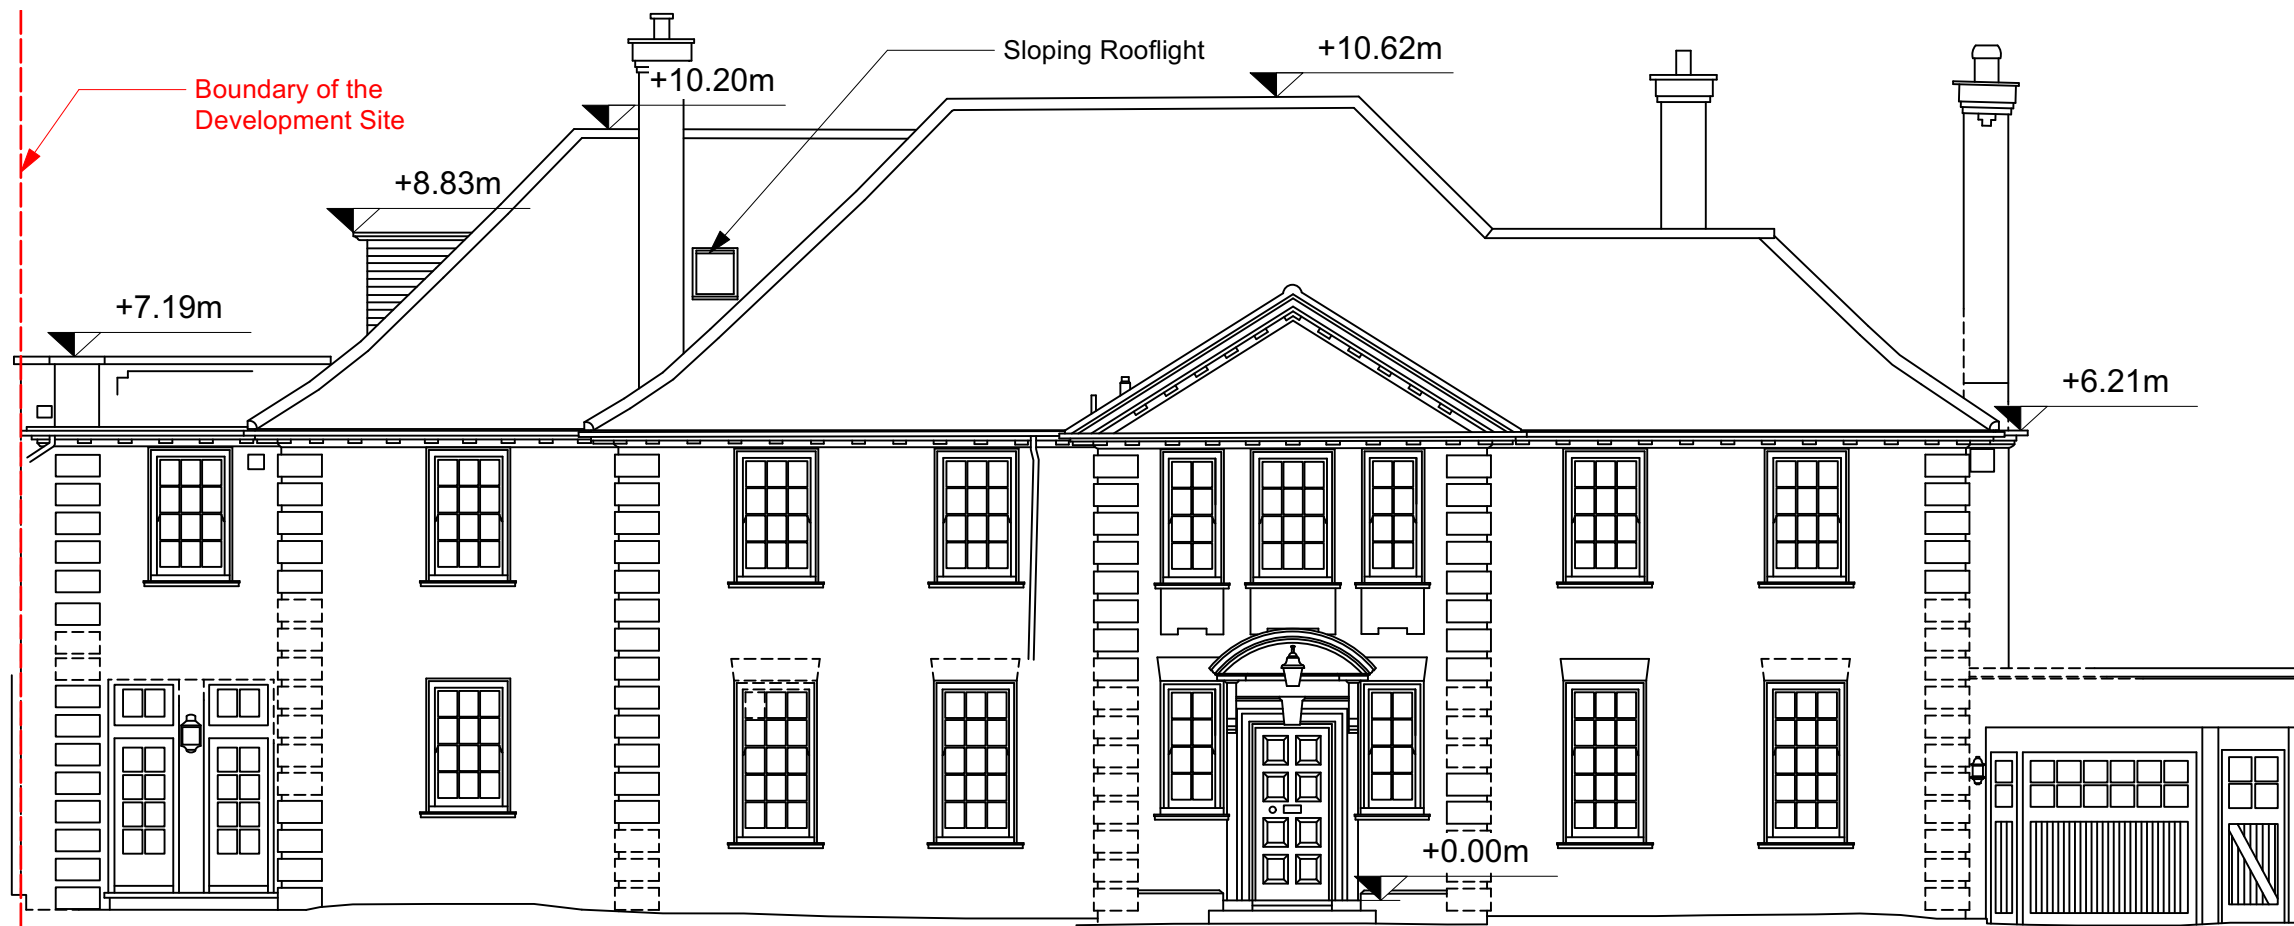 Sloping Rooflight
+10.62m
+10.20m
Boundary of the
Development Site
+8.83m
+7.19m
+6.21m
+0.00m